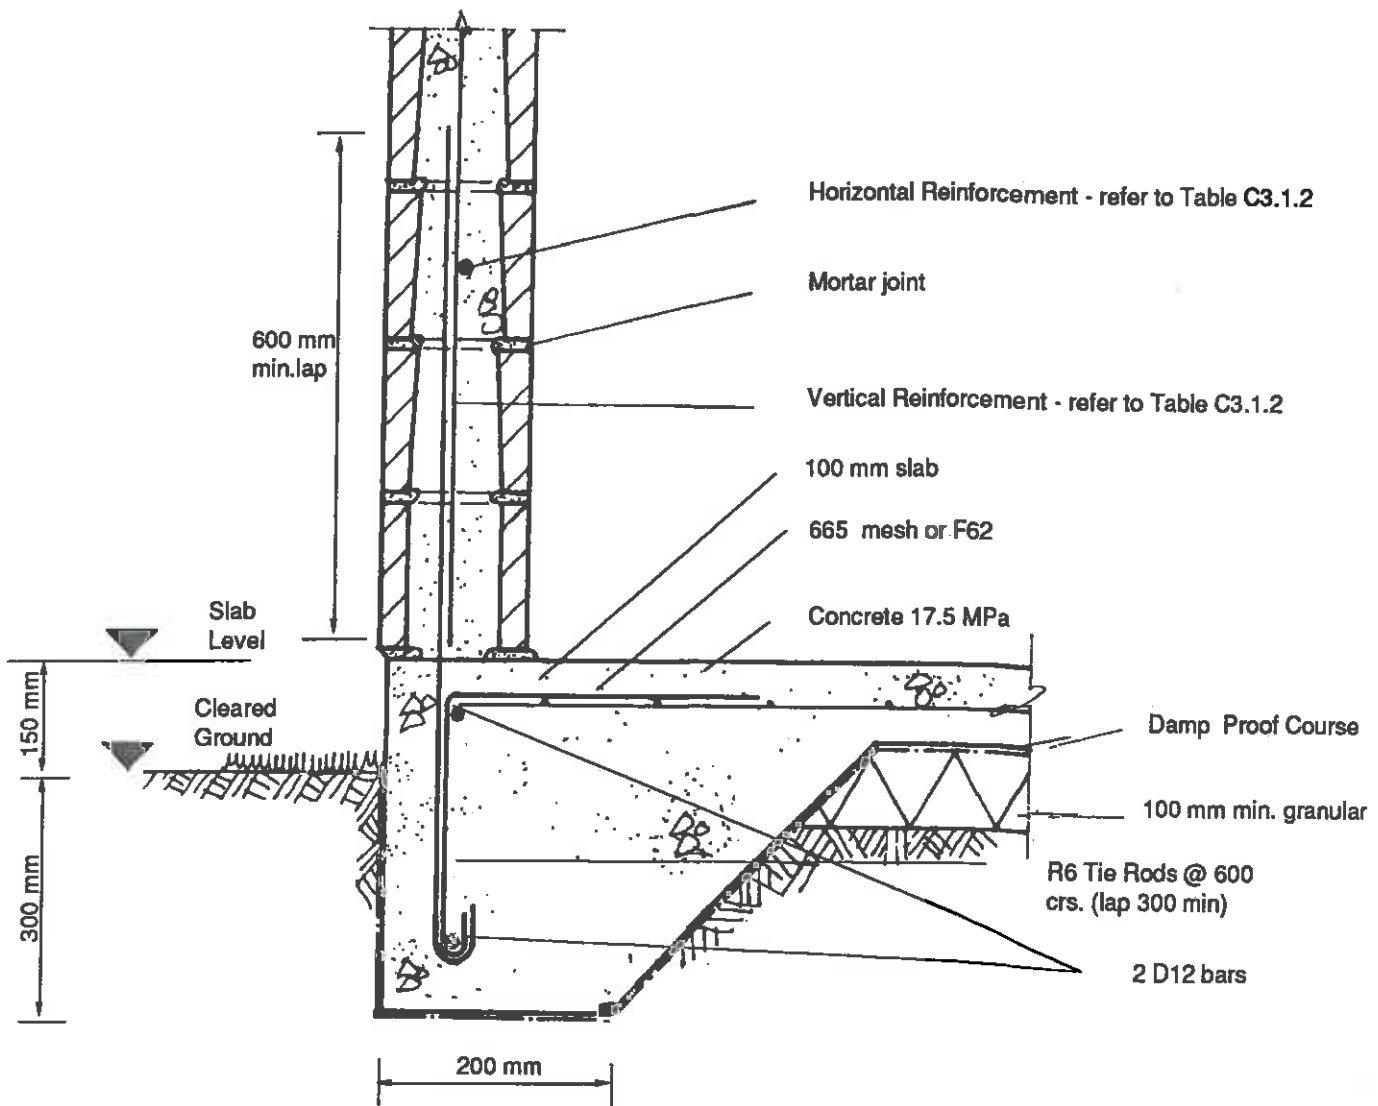 Horizontal Reinforcement - refer to Table C3.1.2
Mortar joint
600 mm
min.lap
Vertical Reinforcement - refer to Table C3.1.2
100 mm slab
665 mesh or F62
Slab
Level
Concrete 17.5 MPa
150 mm
Cleared
Ground
Damp Proof Course
100 mm min. granular
300 mm
R6 Tie Rods @ 600
crs. (lap 300 min)
2 D12 bars
200 mm